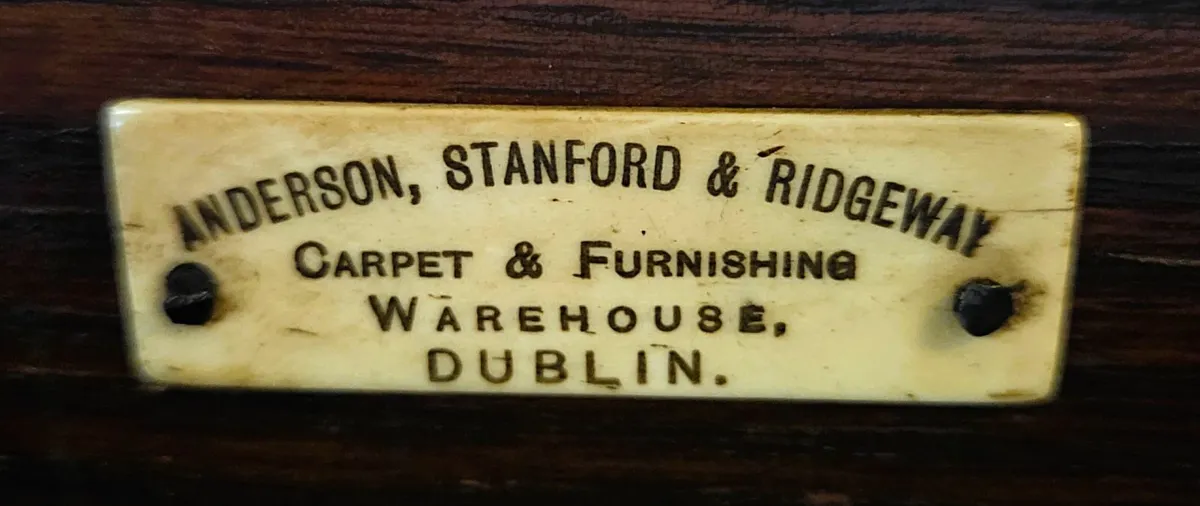 ANDERSON, STANFORD & RIDGEWAY
CARPET & FURNISHING
WAREHOUSE,
DUBLIN.